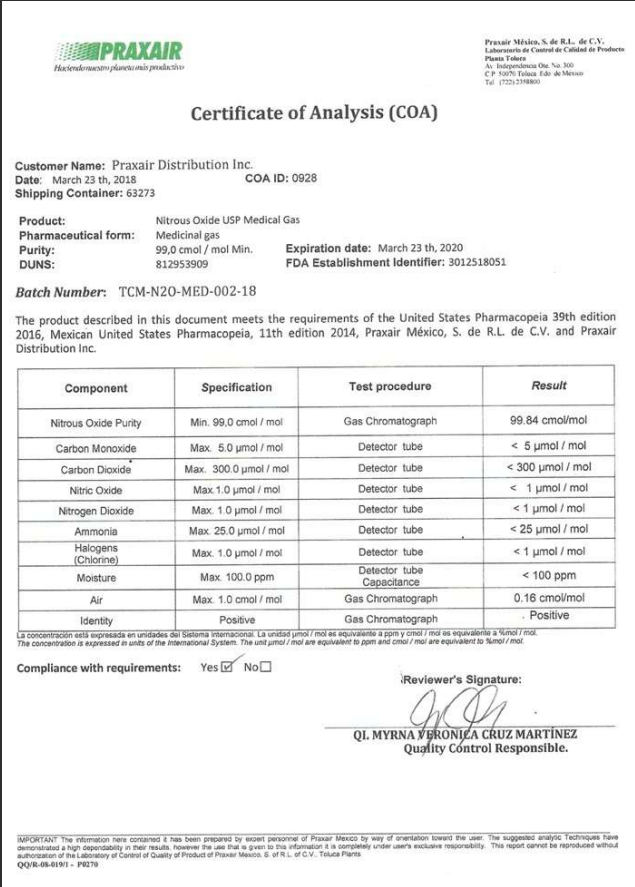 PRAXAIR
Haciendo nuestro planeta más productivo
Praxair México, S. de R.L. de C.V.
Laboratorio de Control de Calidad de Producto
Planta Toluca
Av. Independencia Ote. No. 300
C P 50070 Toluca Edo de México
Tel (722) 2358800
Certificate of Analysis (COA)
Customer Name: Praxair Distribution Inc.
Date: March 23 th, 2018 COA ID: 0928
Shipping Container: 63273
Product: Nitrous Oxide USP Medical Gas
Pharmaceutical form: Medicinal gas
Purity: 99,0 cmol / mol Min. Expiration date: March 23 th, 2020
DUNS: 812953909 FDA Establishment Identifier: 3012518051
Batch Number: TCM-N2O-MED-002-18
The product described in this document meets the requirements of the United States Pharmacopeia 39th edition
2016, Mexican United States Pharmacopeia, 11th edition 2014, Praxair México, S. de R.L. de C.V. and Praxair
Distribution Inc.
Component Specification Test procedure Result
Nitrous Oxide Purity Min. 99,0 cmol / mol Gas Chromatograph 99.84 cmol/mol
Carbon Monoxide Max. 5.0 µmol / mol Detector tube < 5 µmol / mol
Carbon Dioxide Max. 300.0 µmol / mol Detector tube < 300 µmol / mol
Nitric Oxide Max.1.0 µmol / mol Detector tube < 1 µmol / mol
Nitrogen Dioxide Max. 1.0 µmol / mol Detector tube < 1 µmol / mol
Ammonia Max. 25.0 µmol / mol Detector tube < 25 µmol / mol
Halogens
(Chlorine) Max. 1.0 µmol / mol Detector tube < 1 µmol / mol
Moisture Max. 100.0 ppm Detector tube
Capacitance < 100 ppm
Air Max. 1.0 cmol / mol Gas Chromatograph 0.16 cmol/mol
Identity Positive Gas Chromatograph Positive
La concentración está expresada en unidades del Sistema Internacional. La unidad µmol / mol es equivalente a ppm y cmol / mol es equivalente a %mol / mol.
The concentration is expressed in units of the International System. The unit µmol / mol are equivalent to ppm and cmol / mol are equivalent to %mol / mol.
Compliance with requirements: Yes No
Reviewer's Signature:
QI. MYRNA VERONICA CRUZ MARTÍNEZ
Quality Control Responsible.
IMPORTANT The information here contained it has been prepared by expert personnel of Praxair Mexico by way of orientation toward the user. The suggested analytic Techniques have
demonstrated a high dependability in their results, however the use that is given to this information it is completely under user's exclusive responsibility. This report cannot be reproduced without
authorization of the Laboratory of Control of Quality of Product of Praxair Mexico, S. of R.L. of C.V., Toluca Plants
QQ/R-08-019/1 - P0270